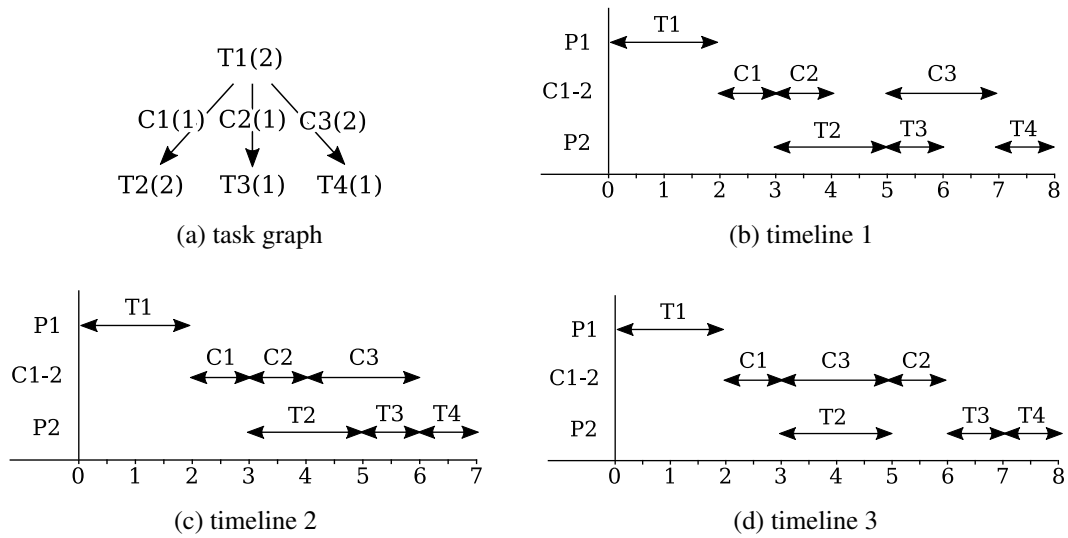 T1(2)
C1(1) C2(1) C3(2)
T2(2) T3(1) T4(1)
(a) task graph
P1 T1
C1-2 C1 C2 C3
P2 T2 T3 T4
0 1 2 3 4 5 6 7 8
(b) timeline 1
P1 T1
C1-2 C1 C2 C3
P2 T2 T3 T4
0 1 2 3 4 5 6 7
(c) timeline 2
P1 T1
C1-2 C1 C3 C2
P2 T2 T3 T4
0 1 2 3 4 5 6 7 8
(d) timeline 3